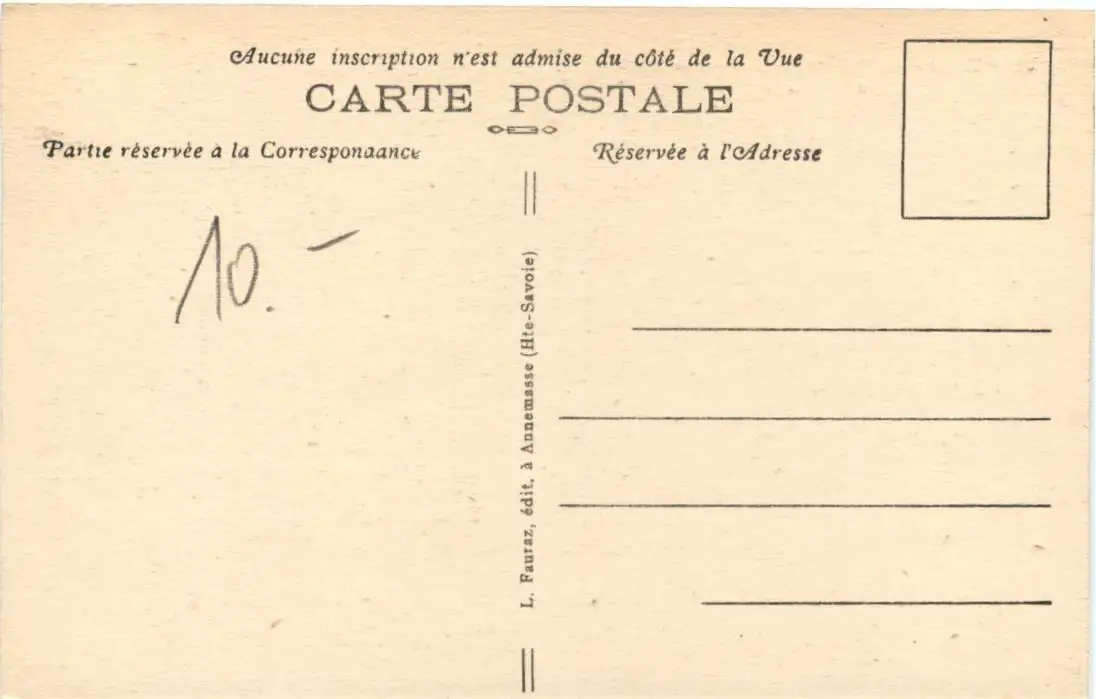 Aucune inscription n'est admise du côté de la Vue
CARTE POSTALE
Partie réservée à la Correspondance
Réservée à l'Adresse
10.–
L. Fauraz, édit. à Annemasse (Hte-Savoie)